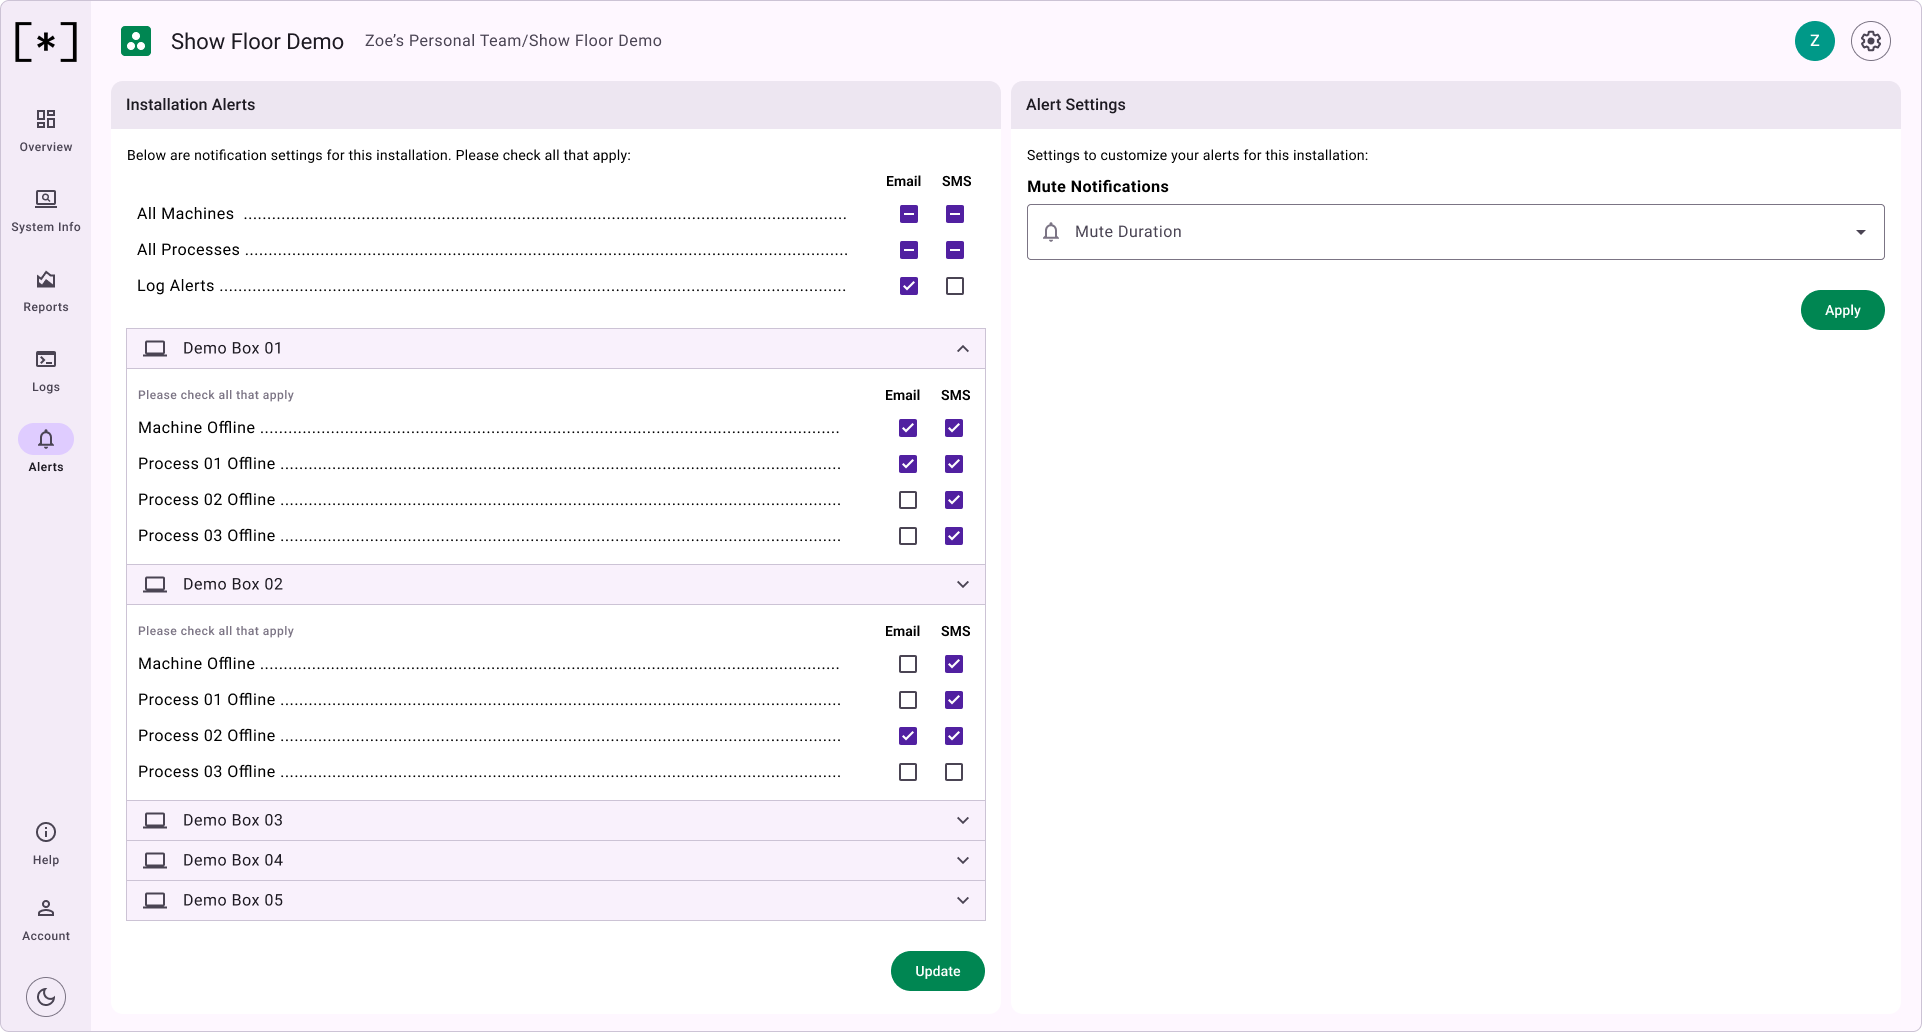 [*]
Show Floor Demo
Zoe’s Personal Team/Show Floor Demo
Z
Overview
System Info
Reports
Logs
Alerts
Help
Account
Installation Alerts
Below are notification settings for this installation. Please check all that apply:
Email SMS
All Machines
All Processes
Log Alerts
Demo Box 01
Please check all that apply Email SMS
Machine Offline
Process 01 Offline
Process 02 Offline
Process 03 Offline
Demo Box 02
Please check all that apply Email SMS
Machine Offline
Process 01 Offline
Process 02 Offline
Process 03 Offline
Demo Box 03
Demo Box 04
Demo Box 05
Update
Alert Settings
Settings to customize your alerts for this installation:
Mute Notifications
Mute Duration
Apply